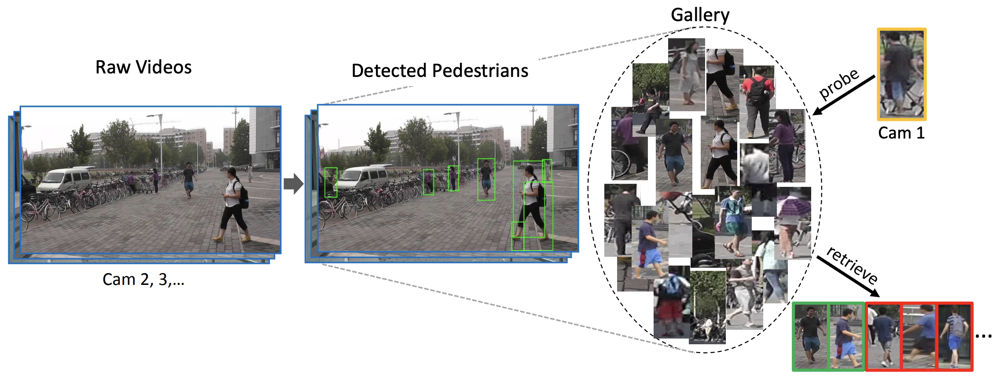 Gallery
Raw Videos
Detected Pedestrians
probe
Cam 1
Cam 2, 3,...
retrieve
...